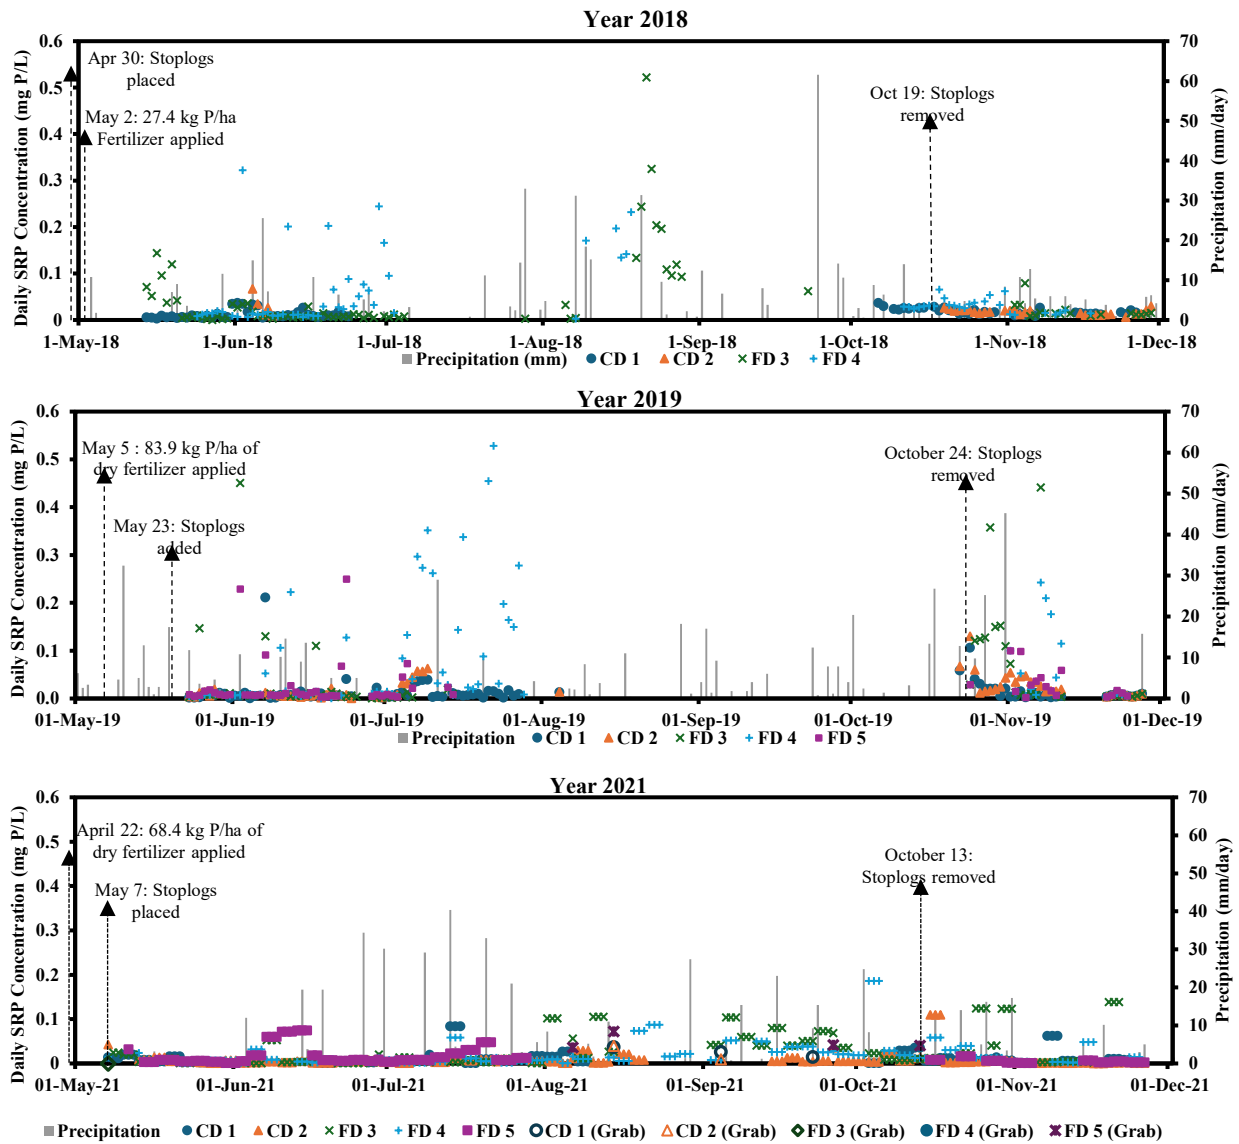 Year 2018
Daily SRP Concentration (mg P/L)
0.6
0.5
0.4
0.3
0.2
0.1
0
Apr 30: Stoplogs
placed
May 2: 27.4 kg P/ha
Fertilizer applied
Oct 19: Stoplogs
removed
70
60
50
40
30
20
10
0
Precipitation (mm/day)
1-May-18 1-Jun-18 1-Jul-18 1-Aug-18 1-Sep-18 1-Oct-18 1-Nov-18 1-Dec-18
Precipitation (mm) CD 1 CD 2 FD 3 FD 4
Year 2019
Daily SRP Concentration (mg P/L)
0.6
0.5
0.4
0.3
0.2
0.1
0.0
May 5 : 83.9 kg P/ha of
dry fertilizer applied
May 23: Stoplogs
added
October 24: Stoplogs
removed
70
60
50
40
30
20
10
0
Precipitation (mm/day)
01-May-19 01-Jun-19 01-Jul-19 01-Aug-19 01-Sep-19 01-Oct-19 01-Nov-19 01-Dec-19
Precipitation CD 1 CD 2 FD 3 FD 4 FD 5
Year 2021
Daily SRP Concentration (mg P/L)
0.6
0.5
0.4
0.3
0.2
0.1
0
April 22: 68.4 kg P/ha of
dry fertilizer applied
May 7: Stoplogs
placed
October 13:
Stoplogs removed
70
60
50
40
30
20
10
0
Precipitation (mm/day)
01-May-21 01-Jun-21 01-Jul-21 01-Aug-21 01-Sep-21 01-Oct-21 01-Nov-21 01-Dec-21
Precipitation CD 1 CD 2 FD 3 FD 4 FD 5 CD 1 (Grab) CD 2 (Grab) FD 3 (Grab) FD 4 (Grab) FD 5 (Grab)